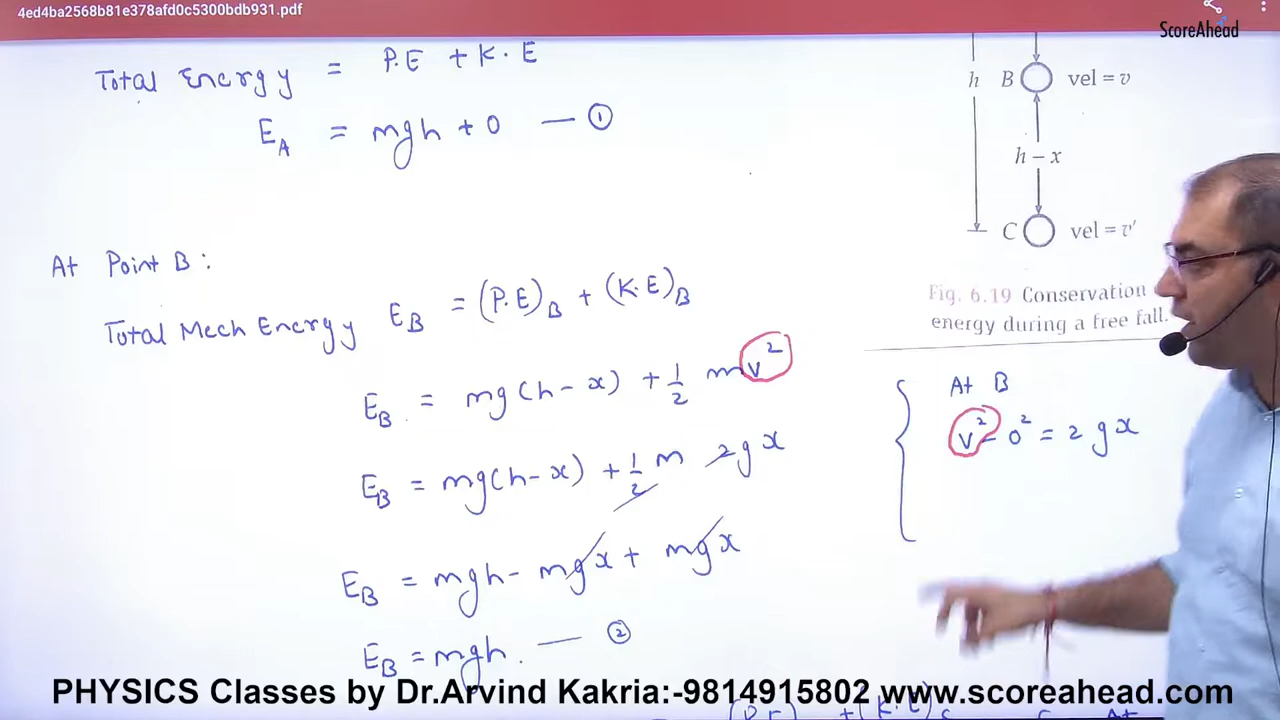 4ed4ba2568b81e378afd0c5300bdb931.pdf
ScoreAhead
Total Energy = P.E + K.E
E_A = mgh + 0 — ①
h B vel = v
h – x
C vel = v′
Fig. 6.19 Conservation
energy during a free fall.
At Point B :
Total Mech Energy E_B = (P.E)_B + (K.E)_B
E_B = mg(h-x) + 1/2 mv²
E_B = mg(h-x) + 1/2 m 2gx
E_B = mgh - mgx + mgx
E_B = mgh. — ②
At B
v² - 0² = 2gx
PHYSICS Classes by Dr.Arvind Kakria:-9814915802 www.scoreahead.com